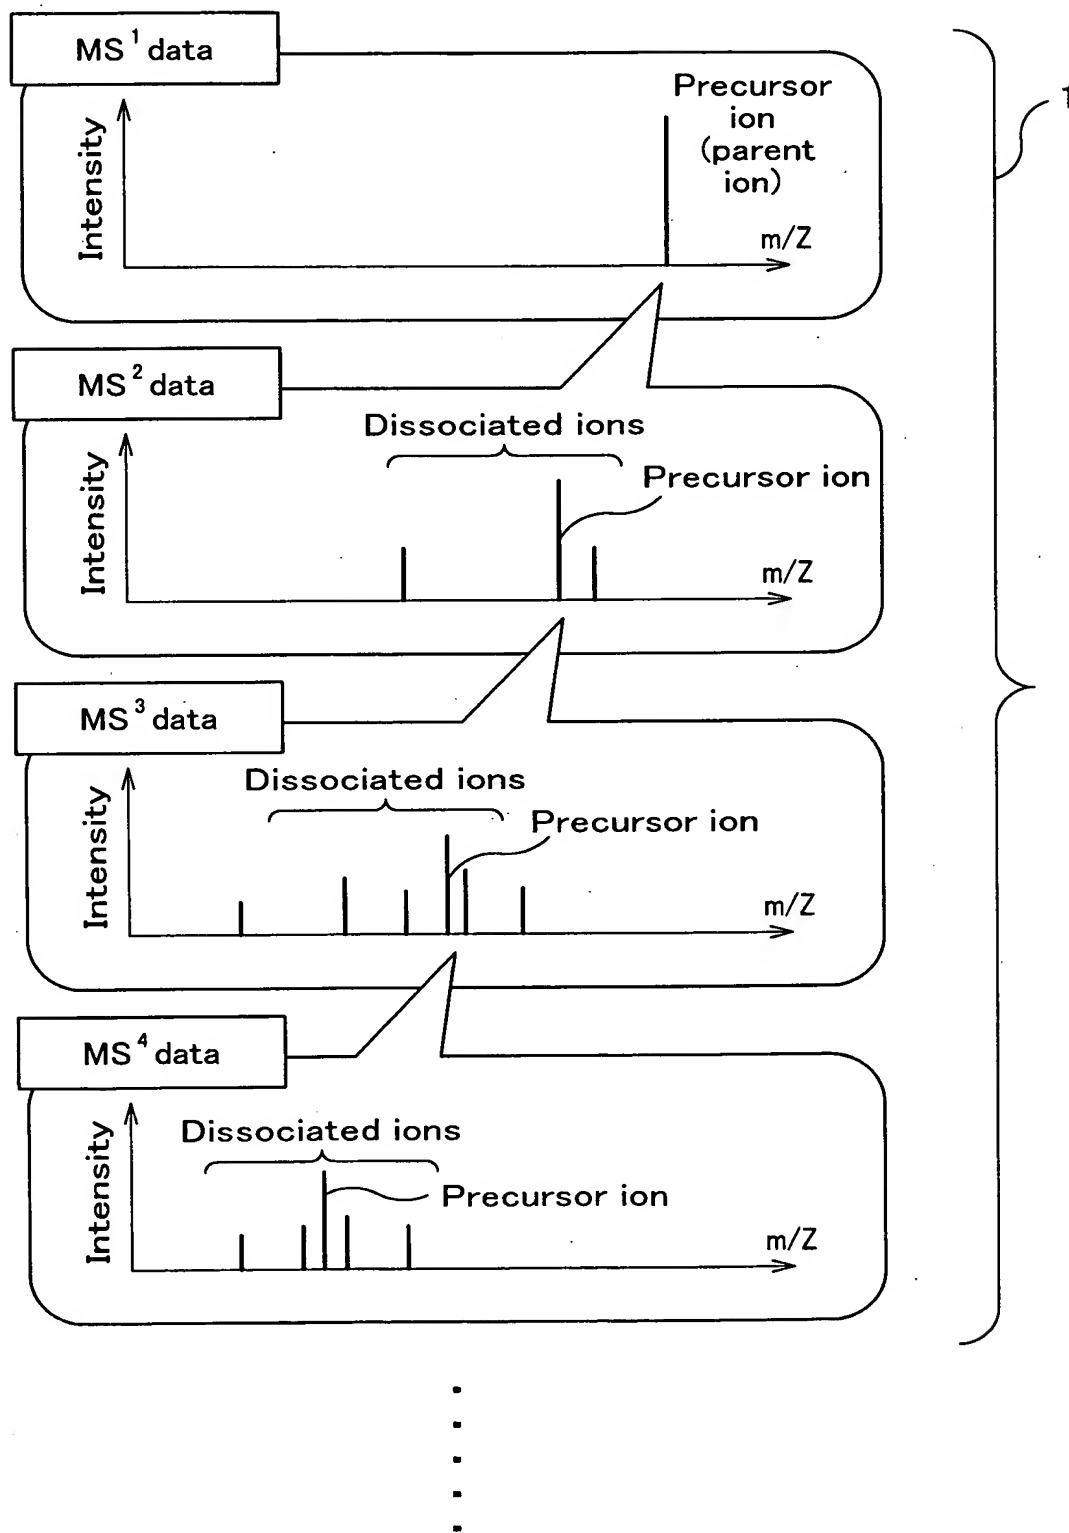 MS¹ data
Precursor
ion
(parent
ion)
Intensity
m/Z
1
MS² data
Dissociated ions
Precursor ion
Intensity
m/Z
MS³ data
Dissociated ions
Precursor ion
Intensity
m/Z
MS⁴ data
Dissociated ions
Precursor ion
Intensity
m/Z